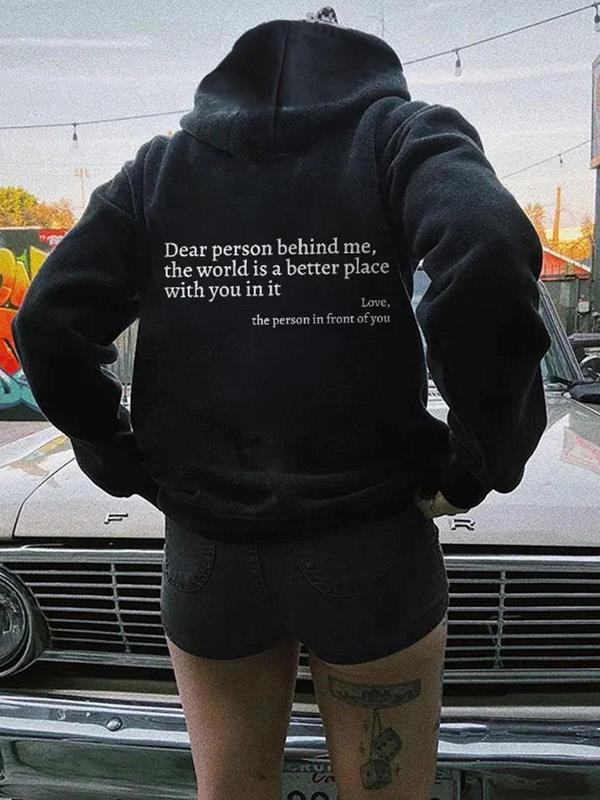 Dear person behind me,
the world is a better place
with you in it
Love,
the person in front of you
F
R